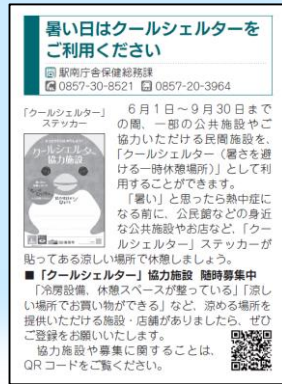 暑い日はクールシェルターを
ご利用ください
問 駅南庁舎保健総務課
0857-30-8521 0857-20-3964
「クールシェルター」
ステッカー
クールシェルター
協力施設
６月１日～９月30日まで
の間、一部の公共施設やご
協力いただける民間施設を、
「クールシェルター（暑さを避
ける一時休憩場所）」として利
用することができます。
「暑い」と思ったら熱中症に
なる前に、公民館などの身近
な公共施設やお店など、「クー
ルシェルター」ステッカーが
貼ってある涼しい場所で休憩しましょう。
■「クールシェルター」協力施設 随時募集中
「冷房設備、休憩スペースが整っている」「涼し
い場所でお買い物ができる」など、涼める場所を
提供いただける施設・店舗がありましたら、ぜひ
ご登録をお願いいたします。
協力施設や募集に関することは、
QRコードをご覧ください。